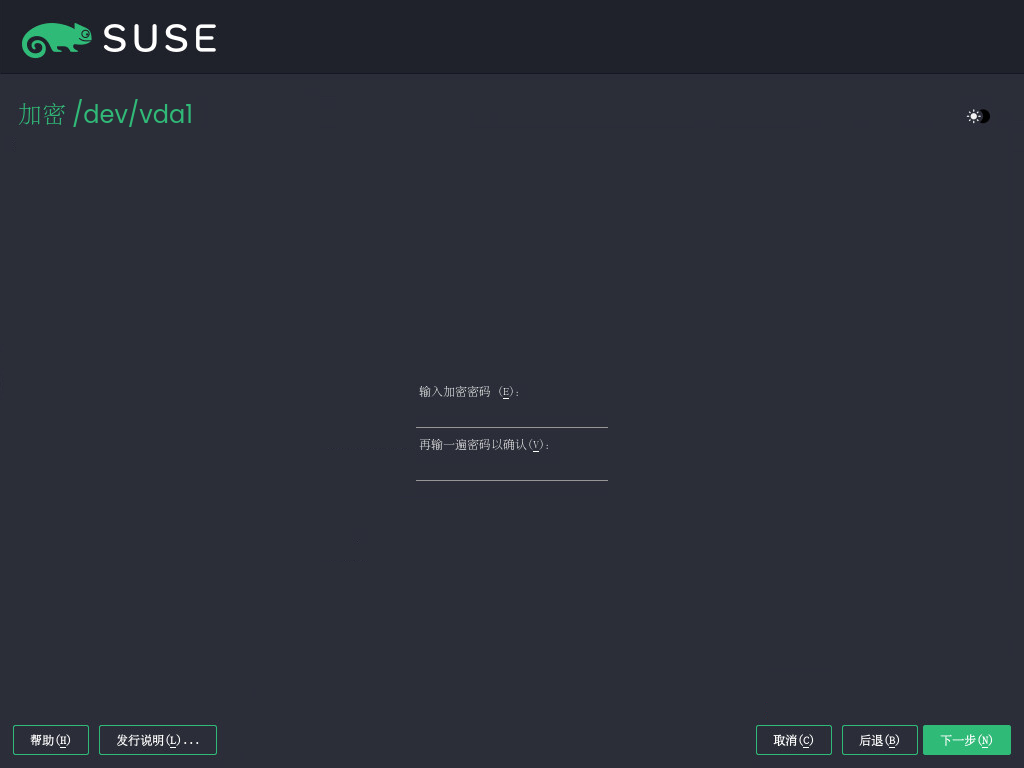 SUSE
加密 /dev/vda1
输入加密密码 (E)：
再输一遍密码以确认(V)：
帮助(H) 发行说明(L)... 取消(C) 后退(B) 下一步(N)